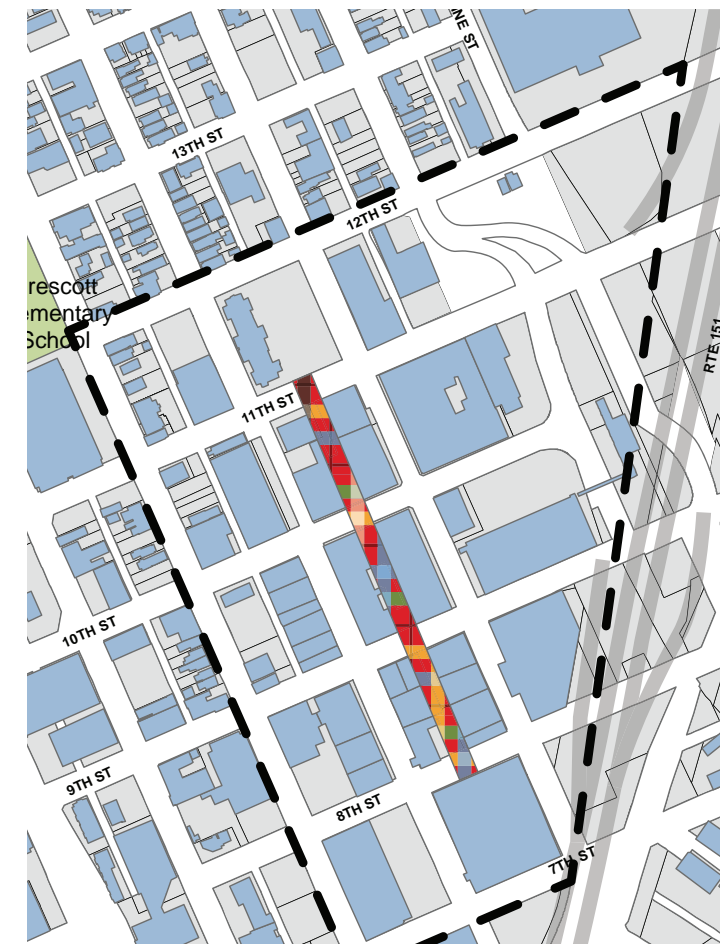 NE ST
13TH ST
12TH ST
rescott
ementary
School
RTE 151
11TH ST
10TH ST
9TH ST
8TH ST
7TH ST